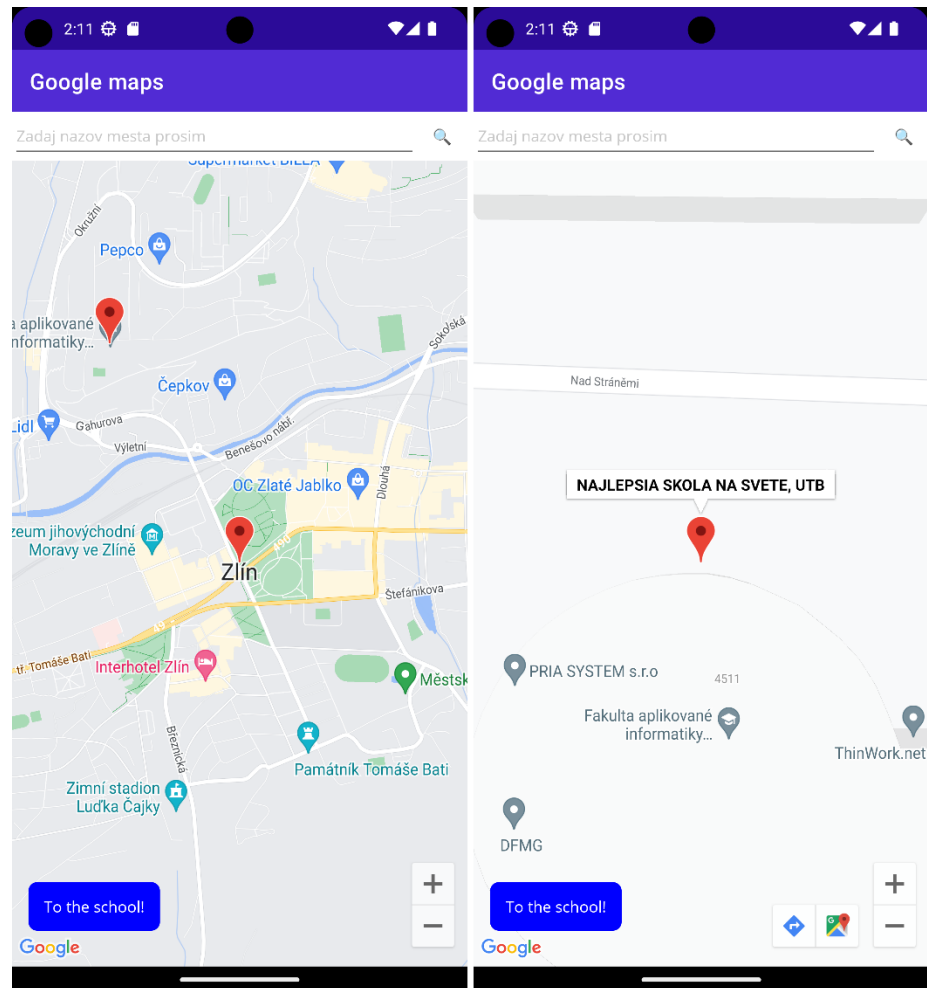 2:11
Google maps
Zadaj nazov mesta prosim
Supermarket BILLA
Okružní
Pepco
a aplikované
nformatiky...
Sokolská
Čepkov
Lidl
Gahurova
Výletní
Benešovo nábř.
OC Zlaté Jablko
Dlouhá
zeum jihovýchodní
Moravy ve Zlíně
490
Zlín
Štefánikova
49
tř. Tomáše Bati
Interhotel Zlín
Městsk
Březnická
Památník Tomáše Bati
Zimní stadion
Luďka Čajky
To the school!
+
−
Google
2:11
Google maps
Zadaj nazov mesta prosim
Nad Stráněmi
NAJLEPSIA SKOLA NA SVETE, UTB
PRIA SYSTEM s.r.o
4511
Fakulta aplikované
informatiky...
ThinWork.net
DFMG
To the school!
+
−
Google